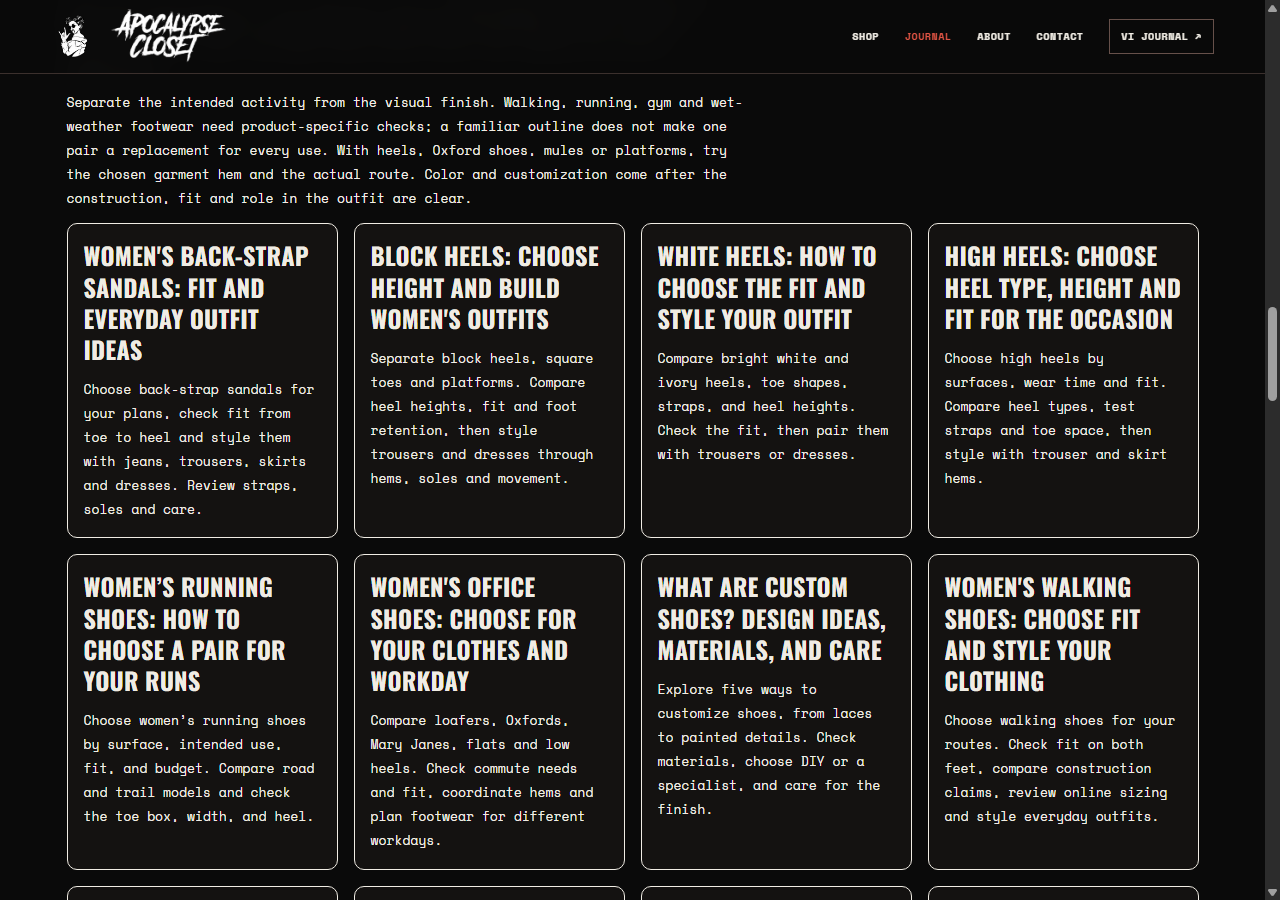 APOCALYPSE
CLOSET
SHOP JOURNAL ABOUT CONTACT VI JOURNAL ↗
Separate the intended activity from the visual finish. Walking, running, gym and wet-
weather footwear need product-specific checks; a familiar outline does not make one
pair a replacement for every use. With heels, Oxford shoes, mules or platforms, try
the chosen garment hem and the actual route. Color and customization come after the
construction, fit and role in the outfit are clear.
WOMEN'S BACK-STRAP
SANDALS: FIT AND
EVERYDAY OUTFIT
IDEAS
Choose back-strap sandals for
your plans, check fit from
toe to heel and style them
with jeans, trousers, skirts
and dresses. Review straps,
soles and care.
BLOCK HEELS: CHOOSE
HEIGHT AND BUILD
WOMEN'S OUTFITS
Separate block heels, square
toes and platforms. Compare
heel heights, fit and foot
retention, then style
trousers and dresses through
hems, soles and movement.
WHITE HEELS: HOW TO
CHOOSE THE FIT AND
STYLE YOUR OUTFIT
Compare bright white and
ivory heels, toe shapes,
straps, and heel heights.
Check the fit, then pair them
with trousers or dresses.
HIGH HEELS: CHOOSE
HEEL TYPE, HEIGHT AND
FIT FOR THE OCCASION
Choose high heels by
surfaces, wear time and fit.
Compare heel types, test
straps and toe space, then
style with trouser and skirt
hems.
WOMEN’S RUNNING
SHOES: HOW TO
CHOOSE A PAIR FOR
YOUR RUNS
Choose women’s running shoes
by surface, intended use,
fit, and budget. Compare road
and trail models and check
the toe box, width, and heel.
WOMEN'S OFFICE
SHOES: CHOOSE FOR
YOUR CLOTHES AND
WORKDAY
Compare loafers, Oxfords,
Mary Janes, flats and low
heels. Check commute needs
and fit, coordinate hems and
plan footwear for different
workdays.
WHAT ARE CUSTOM
SHOES? DESIGN IDEAS,
MATERIALS, AND CARE
Explore five ways to
customize shoes, from laces
to painted details. Check
materials, choose DIY or a
specialist, and care for the
finish.
WOMEN'S WALKING
SHOES: CHOOSE FIT
AND STYLE YOUR
CLOTHING
Choose walking shoes for your
routes. Check fit on both
feet, compare construction
claims, review online sizing
and style everyday outfits.